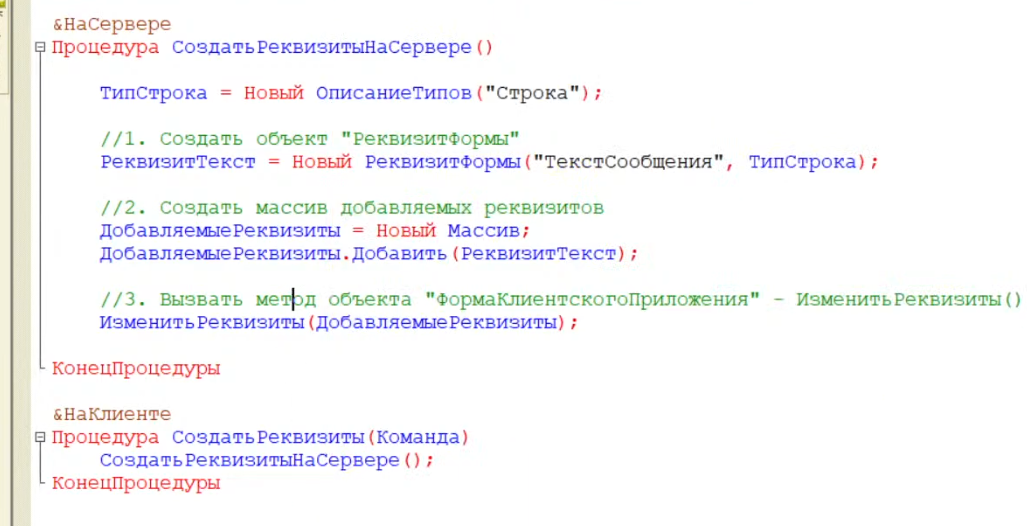 &НаСервере
Процедура СоздатьРеквизитыНаСервере()
ТипСтрока = Новый ОписаниеТипов("Строка");
//1. Создать объект "РеквизитФормы"
РеквизитТекст = Новый РеквизитФормы("ТекстСообщения", ТипСтрока);
//2. Создать массив добавляемых реквизитов
ДобавляемыеРеквизиты = Новый Массив;
ДобавляемыеРеквизиты.Добавить(РеквизитТекст);
//3. Вызвать метод объекта "ФормаКлиентскогоПриложения" - ИзменитьРеквизиты()
ИзменитьРеквизиты(ДобавляемыеРеквизиты);
КонецПроцедуры
&НаКлиенте
Процедура СоздатьРеквизиты(Команда)
СоздатьРеквизитыНаСервере();
КонецПроцедуры